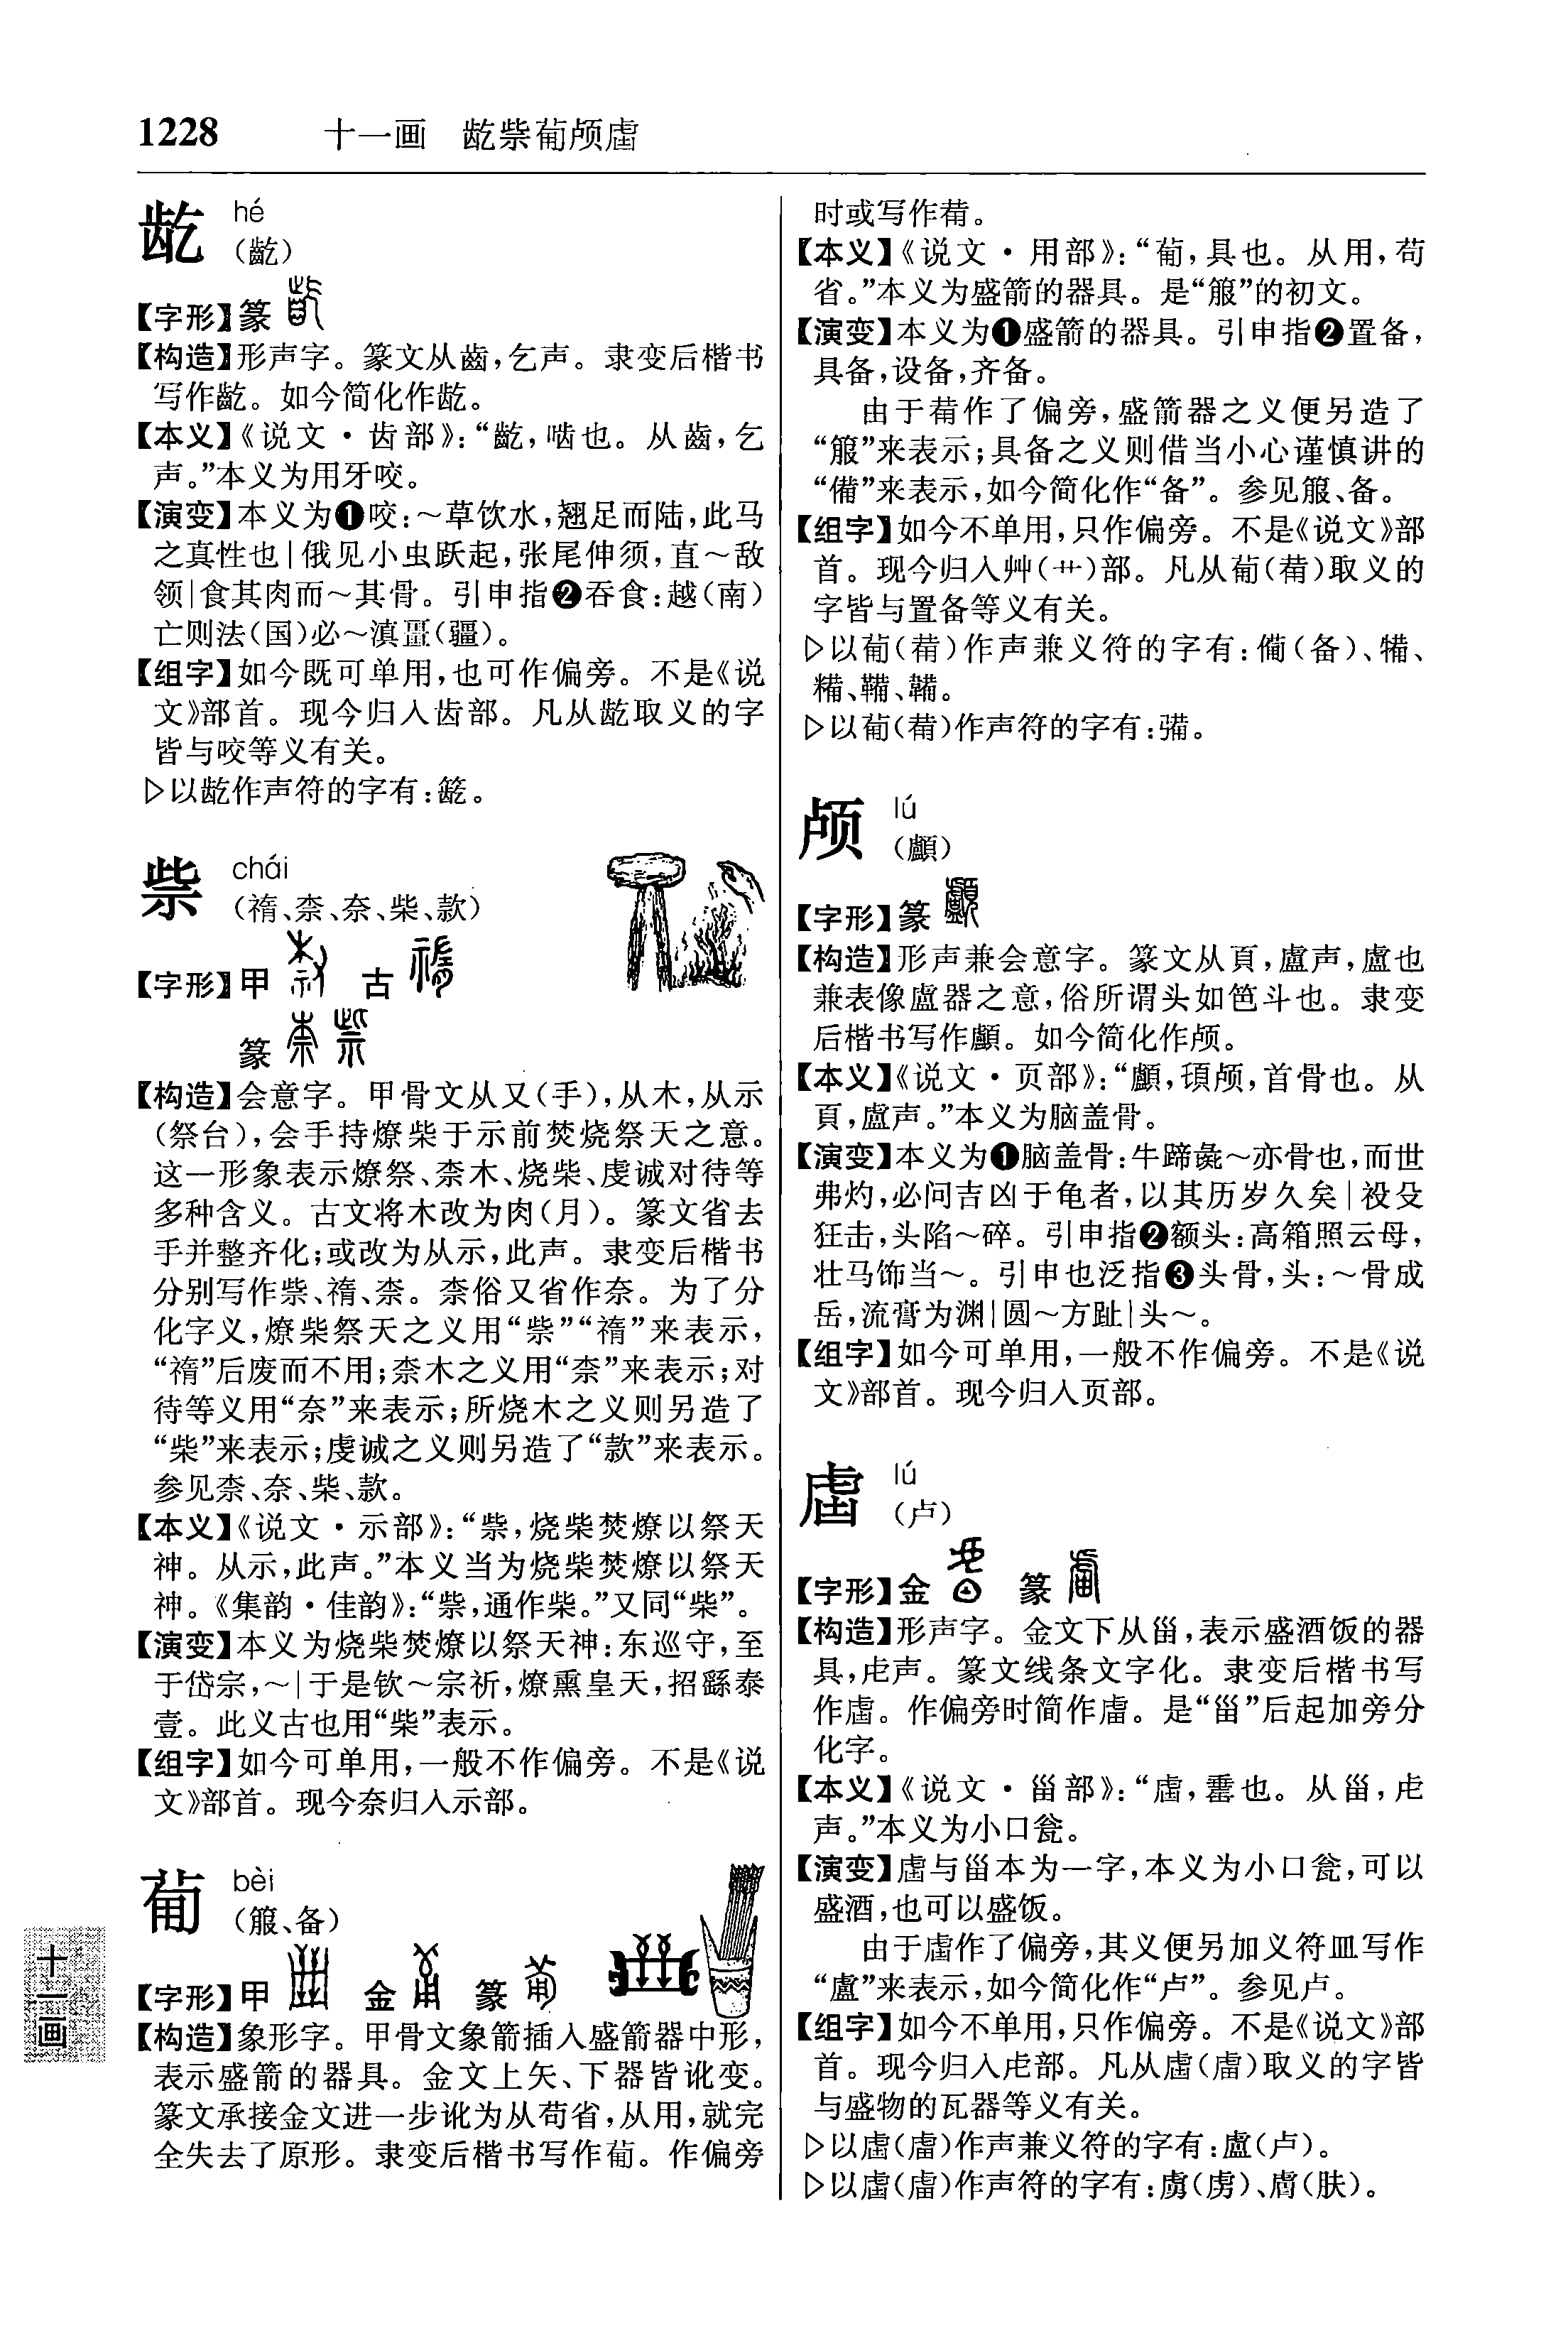 1228 十一画 龁祡𤰈颅𧆨
龁 hé
(齕)
【字形】篆
【构造】形声字。篆文从齒,乞声。隶变后楷书
写作齕。如今简化作龁。
【本义】《说文·齿部》:“齕,啮也。从齒,乞
声。”本义为用牙咬。
【演变】本义为❶咬:～草饮水,翘足而陆,此马
之真性也|俄见小虫跃起,张尾伸须,直～敌
领|食其肉而～其骨。引申指❷吞食:越(南)
亡则法(国)必～滇噩(疆)。
【组字】如今既可单用,也可作偏旁。不是《说
文》部首。现今归入齿部。凡从龁取义的字
皆与咬等义有关。
▷以龁作声符的字有:。
祡 chái
(䄢、柰、奈、柴、款)
【字形】甲 古
篆
【构造】会意字。甲骨文从又(手),从木,从示
(祭台),会手持燎柴于示前焚烧祭天之意。
这一形象表示燎祭、柰木、烧柴、虔诚对待等
多种含义。古文将木改为肉(月)。篆文省去
手并整齐化;或改为从示,此声。隶变后楷书
分别写作祡、䄢、柰。柰俗又省作奈。为了分
化字义,燎柴祭天之义用“祡”“䄢”来表示,
“䄢”后废而不用;柰木之义用“柰”来表示;对
待等义用“奈”来表示;所烧木之义则另造了
“柴”来表示;虔诚之义则另造了“款”来表示。
参见柰、奈、柴、款。
【本义】《说文·示部》:“祡,烧柴焚燎以祭天
神。从示,此声。”本义当为烧柴焚燎以祭天
神。《集韵·佳韵》:“祡,通作柴。”又同“柴”。
【演变】本义为烧柴焚燎以祭天神:东巡守,至
于岱宗,～|于是钦～宗祈,燎熏皇天,招繇泰
壹。此义古也用“柴”表示。
【组字】如今可单用,一般不作偏旁。不是《说
文》部首。现今奈归入示部。
𤰈 bèi
(箙、备)
【字形】甲 金 篆
【构造】象形字。甲骨文象箭插入盛箭器中形,
表示盛箭的器具。金文上矢、下器皆讹变。
篆文承接金文进一步讹为从苟省,从用,就完
全失去了原形。隶变后楷书写作𤰈。作偏旁
十一画
时或写作𦯞。
【本义】《说文·用部》:“𤰈,具也。从用,苟
省。”本义为盛箭的器具。是“箙”的初文。
【演变】本义为❶盛箭的器具。引申指❷置备,
具备,设备,齐备。
由于𦯞作了偏旁,盛箭器之义便另造了
“箙”来表示;具备之义则借当小心谨慎讲的
“備”来表示,如今简化作“备”。参见箙、备。
【组字】如今不单用,只作偏旁。不是《说文》部
首。现今归入艸(艹)部。凡从𤰈(𦯞)取义的
字皆与置备等义有关。
▷以𤰈(𦯞)作声兼义符的字有:備(备)、犕、
糒、鞴、韛。
▷以𤰈(𦯞)作声符的字有:㣁。
颅 lú
(顱)
【字形】篆
【构造】形声兼会意字。篆文从頁,盧声,盧也
兼表像盧器之意,俗所谓头如笆斗也。隶变
后楷书写作顱。如今简化作颅。
【本义】《说文·页部》:“顱,䪴颅,首骨也。从
頁,盧声。”本义为脑盖骨。
【演变】本义为❶脑盖骨:牛蹄彘～亦骨也,而世
弗灼,必问吉凶于龟者,以其历岁久矣|祋殳
狂击,头陷～碎。引申指❷额头:高箱照云母,
壮马饰当～。引申也泛指❸头骨,头:～骨成
岳,流膏为渊|圆～方趾|头～。
【组字】如今可单用,一般不作偏旁。不是《说
文》部首。现今归入页部。
𧆨 lú
(卢)
【字形】金 篆
【构造】形声字。金文下从甾,表示盛酒饭的器
具,虍声。篆文线条文字化。隶变后楷书写
作𧆨。作偏旁时简作𧇄。是“甾”后起加旁分
化字。
【本义】《说文·甾部》:“𧆨,罍也。从甾,虍
声。”本义为小口瓮。
【演变】𧆨与甾本为一字,本义为小口瓮,可以
盛酒,也可以盛饭。
由于𧆨作了偏旁,其义便另加义符皿写作
“盧”来表示,如今简化作“卢”。参见卢。
【组字】如今不单用,只作偏旁。不是《说文》部
首。现今归入虍部。凡从𧆨(𧇄)取义的字皆
与盛物的瓦器等义有关。
▷以𧆨(𧇄)作声兼义符的字有:盧(卢)。
▷以𧆨(𧇄)作声符的字有:虜(虏)、膚(肤)。